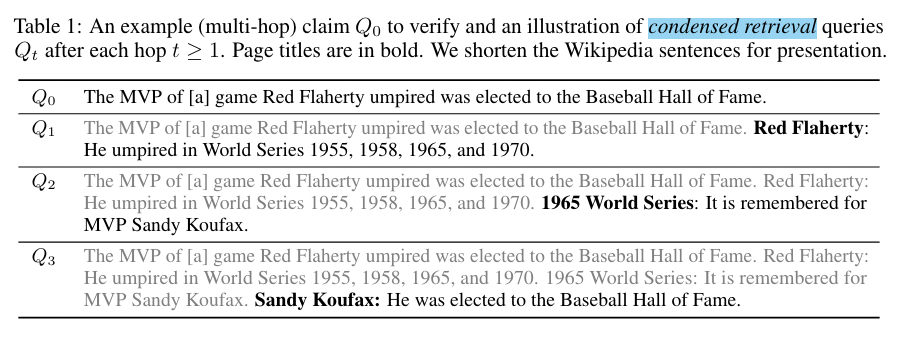 Table 1: An example (multi-hop) claim Q0 to verify and an illustration of condensed retrieval queries
Qt after each hop t ≥ 1. Page titles are in bold. We shorten the Wikipedia sentences for presentation.
Q0 The MVP of [a] game Red Flaherty umpired was elected to the Baseball Hall of Fame.
Q1 The MVP of [a] game Red Flaherty umpired was elected to the Baseball Hall of Fame. Red Flaherty:
He umpired in World Series 1955, 1958, 1965, and 1970.
Q2 The MVP of [a] game Red Flaherty umpired was elected to the Baseball Hall of Fame. Red Flaherty:
He umpired in World Series 1955, 1958, 1965, and 1970. 1965 World Series: It is remembered for
MVP Sandy Koufax.
Q3 The MVP of [a] game Red Flaherty umpired was elected to the Baseball Hall of Fame. Red Flaherty:
He umpired in World Series 1955, 1958, 1965, and 1970. 1965 World Series: It is remembered for
MVP Sandy Koufax. Sandy Koufax: He was elected to the Baseball Hall of Fame.